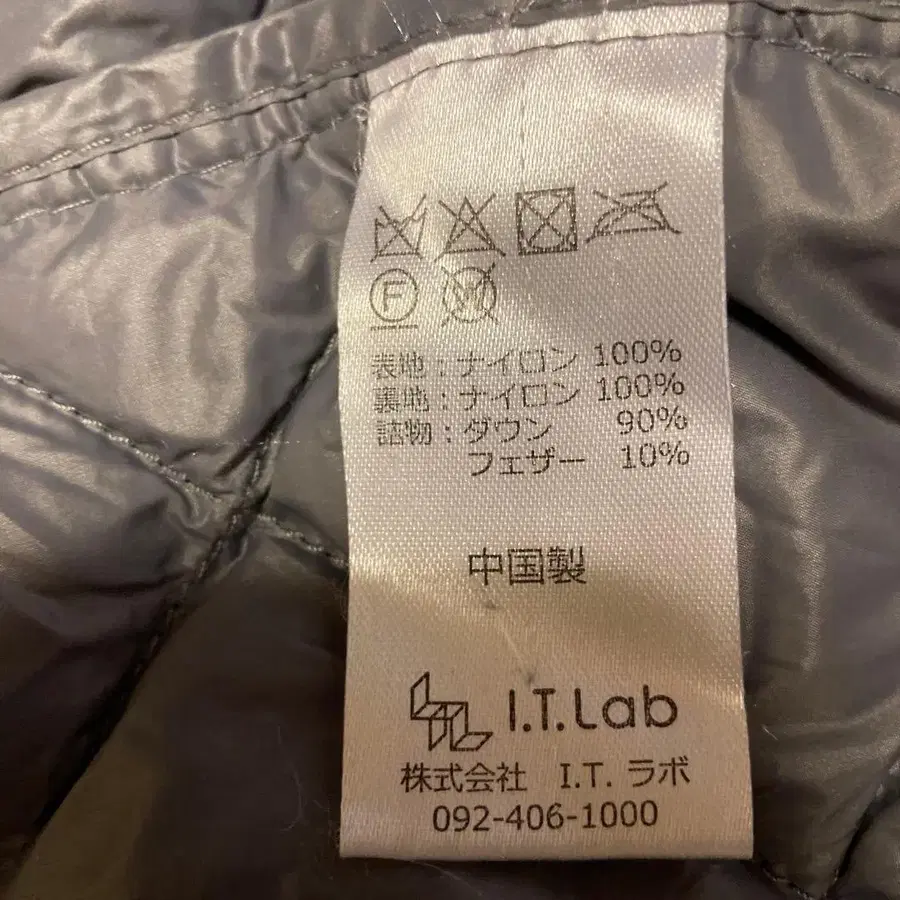 F
W
表地：ナイロン 100%
裏地：ナイロン 100%
詰物：ダウン 90%
フェザー 10%
中国製
I.T.Lab
株式会社 I.T. ラボ
092-406-1000